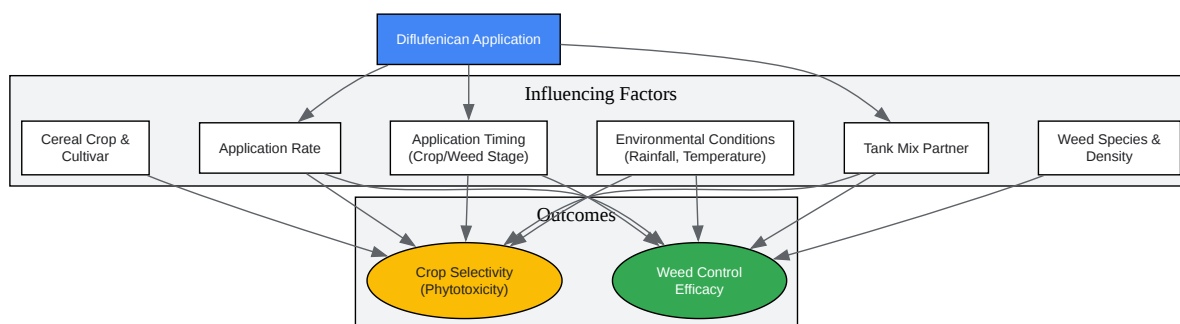 Diflufenican Application
Influencing Factors
Cereal Crop &
Cultivar
Application Rate
Application Timing
(Crop/Weed Stage)
Environmental Conditions
(Rainfall, Temperature)
Tank Mix Partner
Weed Species &
Density
Outcomes
Crop Selectivity
(Phytotoxicity)
Weed Control
Efficacy